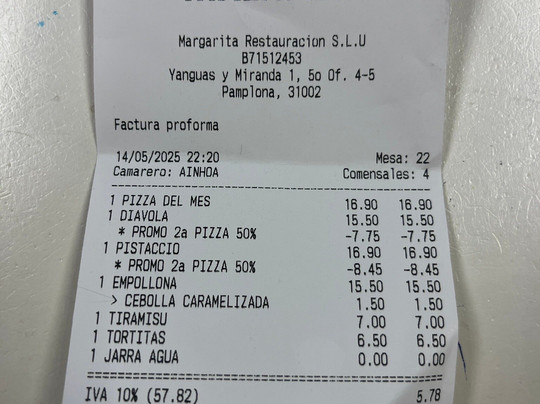 Margarita Restauracion S.L.U
B71512453
Yanguas y Miranda 1, 5o Of. 4-5
Pamplona, 31002
Factura proforma
14/05/2025 22:20 Mesa: 22
Camarero: AINHOA Comensales: 4
1 PIZZA DEL MES 16.90 16.90
1 DIAVOLA 15.50 15.50
* PROMO 2a PIZZA 50% -7.75 -7.75
1 PISTACCIO 16.90 16.90
* PROMO 2a PIZZA 50% -8.45 -8.45
1 EMPOLLONA 15.50 15.50
> CEBOLLA CARAMELIZADA 1.50 1.50
1 TIRAMISU 7.00 7.00
1 TORTITAS 6.50 6.50
1 JARRA AGUA 0.00 0.00
IVA 10% (57.82) 5.78